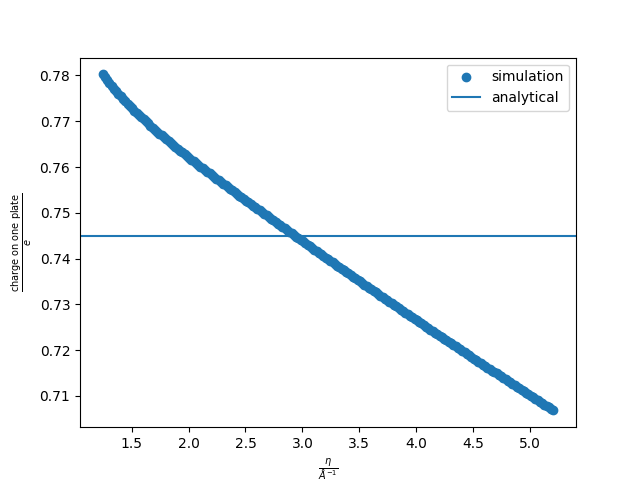 0.78
0.77
0.76
0.75
0.74
0.73
0.72
0.71
charge on one plate
e
simulation
analytical
1.5 2.0 2.5 3.0 3.5 4.0 4.5 5.0
η
Å⁻¹